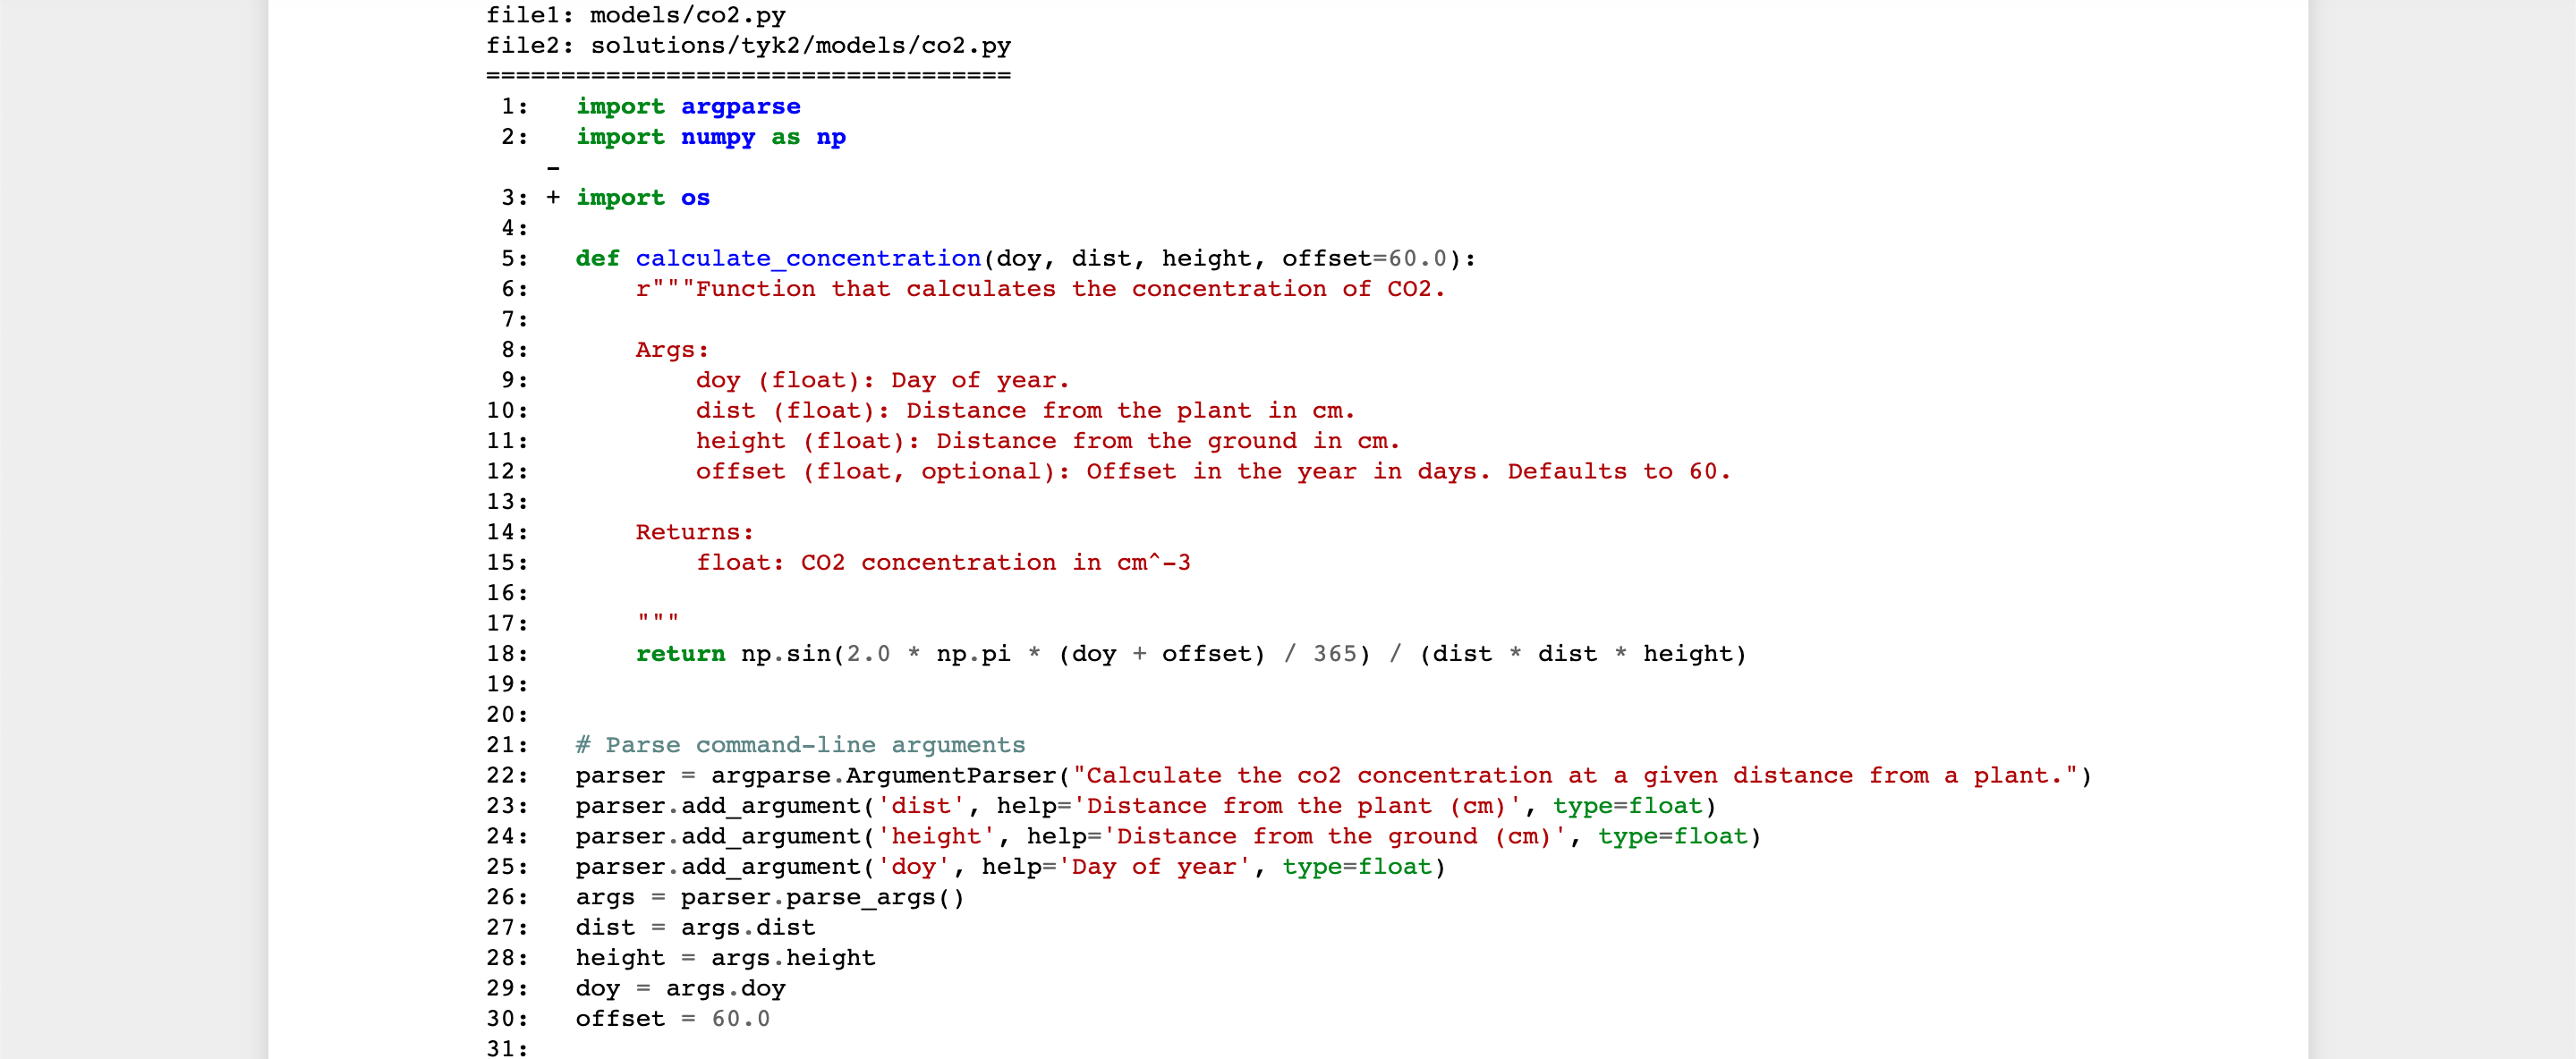 file1: models/co2.py
file2: solutions/tyk2/models/co2.py
===================================
 1:   import argparse
 2:   import numpy as np
    -
 3: + import os
 4:
 5:   def calculate_concentration(doy, dist, height, offset=60.0):
 6:       r"""Function that calculates the concentration of CO2.
 7:
 8:       Args:
 9:           doy (float): Day of year.
10:           dist (float): Distance from the plant in cm.
11:           height (float): Distance from the ground in cm.
12:           offset (float, optional): Offset in the year in days. Defaults to 60.
13:
14:       Returns:
15:           float: CO2 concentration in cm^-3
16:
17:       """
18:       return np.sin(2.0 * np.pi * (doy + offset) / 365) / (dist * dist * height)
19:
20:
21:   # Parse command-line arguments
22:   parser = argparse.ArgumentParser("Calculate the co2 concentration at a given distance from a plant.")
23:   parser.add_argument('dist', help='Distance from the plant (cm)', type=float)
24:   parser.add_argument('height', help='Distance from the ground (cm)', type=float)
25:   parser.add_argument('doy', help='Day of year', type=float)
26:   args = parser.parse_args()
27:   dist = args.dist
28:   height = args.height
29:   doy = args.doy
30:   offset = 60.0
31: